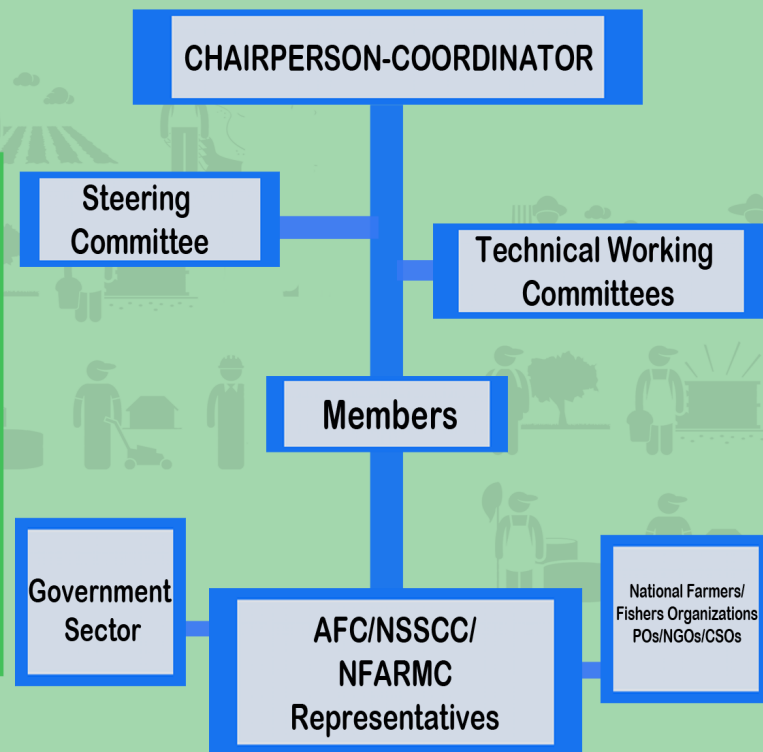 CHAIRPERSON-COORDINATOR
Steering
Committee
Technical Working
Committees
Members
Government
Sector
AFC/NSSCC/
NFARMC
Representatives
National Farmers/
Fishers Organizations
POs/NGOs/CSOs